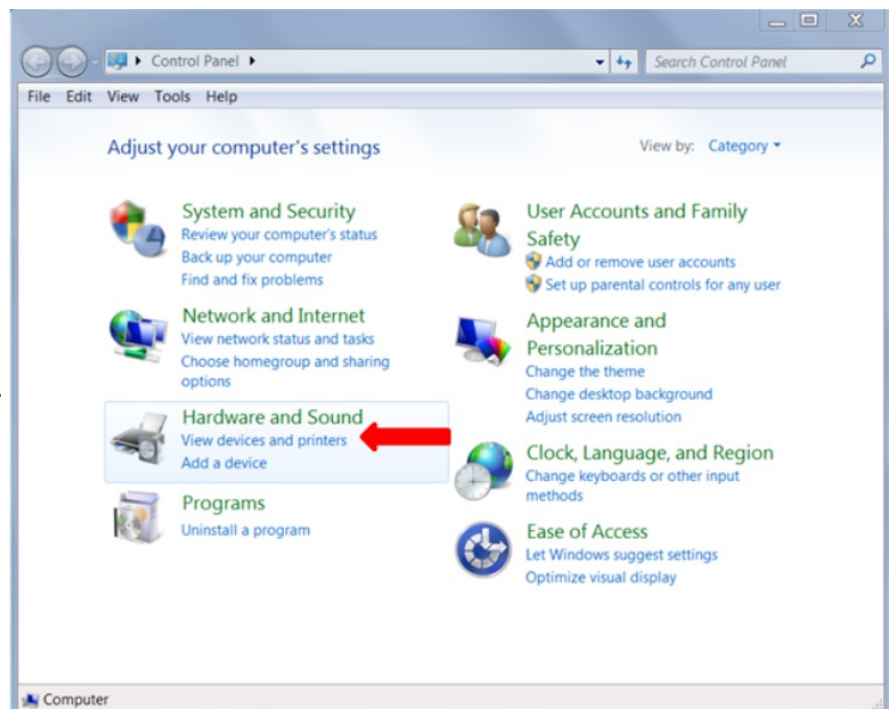 Control Panel
Search Control Panel
File Edit View Tools Help
Adjust your computer's settings
View by: Category
System and Security
Review your computer's status
Back up your computer
Find and fix problems
Network and Internet
View network status and tasks
Choose homegroup and sharing
options
Hardware and Sound
View devices and printers
Add a device
Programs
Uninstall a program
User Accounts and Family
Safety
Add or remove user accounts
Set up parental controls for any user
Appearance and
Personalization
Change the theme
Change desktop background
Adjust screen resolution
Clock, Language, and Region
Change keyboards or other input
methods
Ease of Access
Let Windows suggest settings
Optimize visual display
Computer